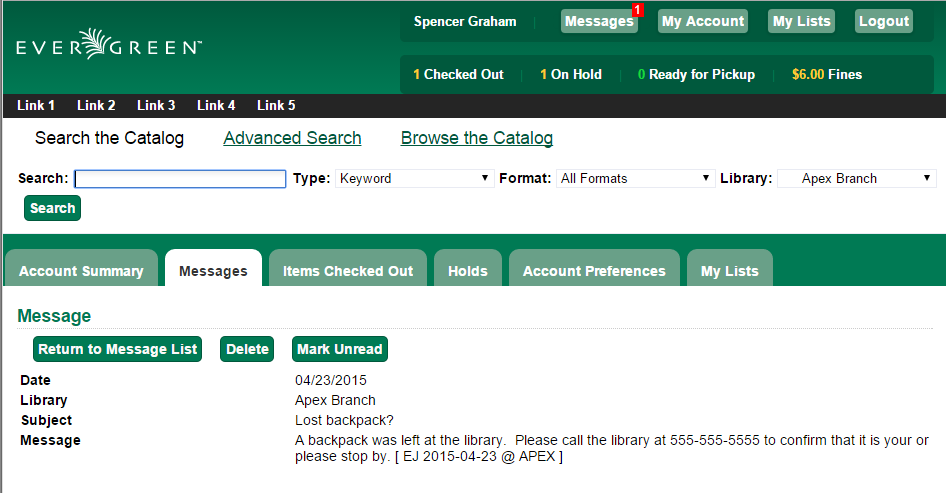 EVERGREEN™
Spencer Graham Messages 1 My Account My Lists Logout
1 Checked Out 1 On Hold 0 Ready for Pickup $6.00 Fines
Link 1 Link 2 Link 3 Link 4 Link 5
Search the Catalog Advanced Search Browse the Catalog
Search: Type: Keyword Format: All Formats Library: Apex Branch
Search
Account Summary Messages Items Checked Out Holds Account Preferences My Lists
Message
Return to Message List Delete Mark Unread
Date 04/23/2015
Library Apex Branch
Subject Lost backpack?
Message A backpack was left at the library. Please call the library at 555-555-5555 to confirm that it is your or
please stop by. [ EJ 2015-04-23 @ APEX ]